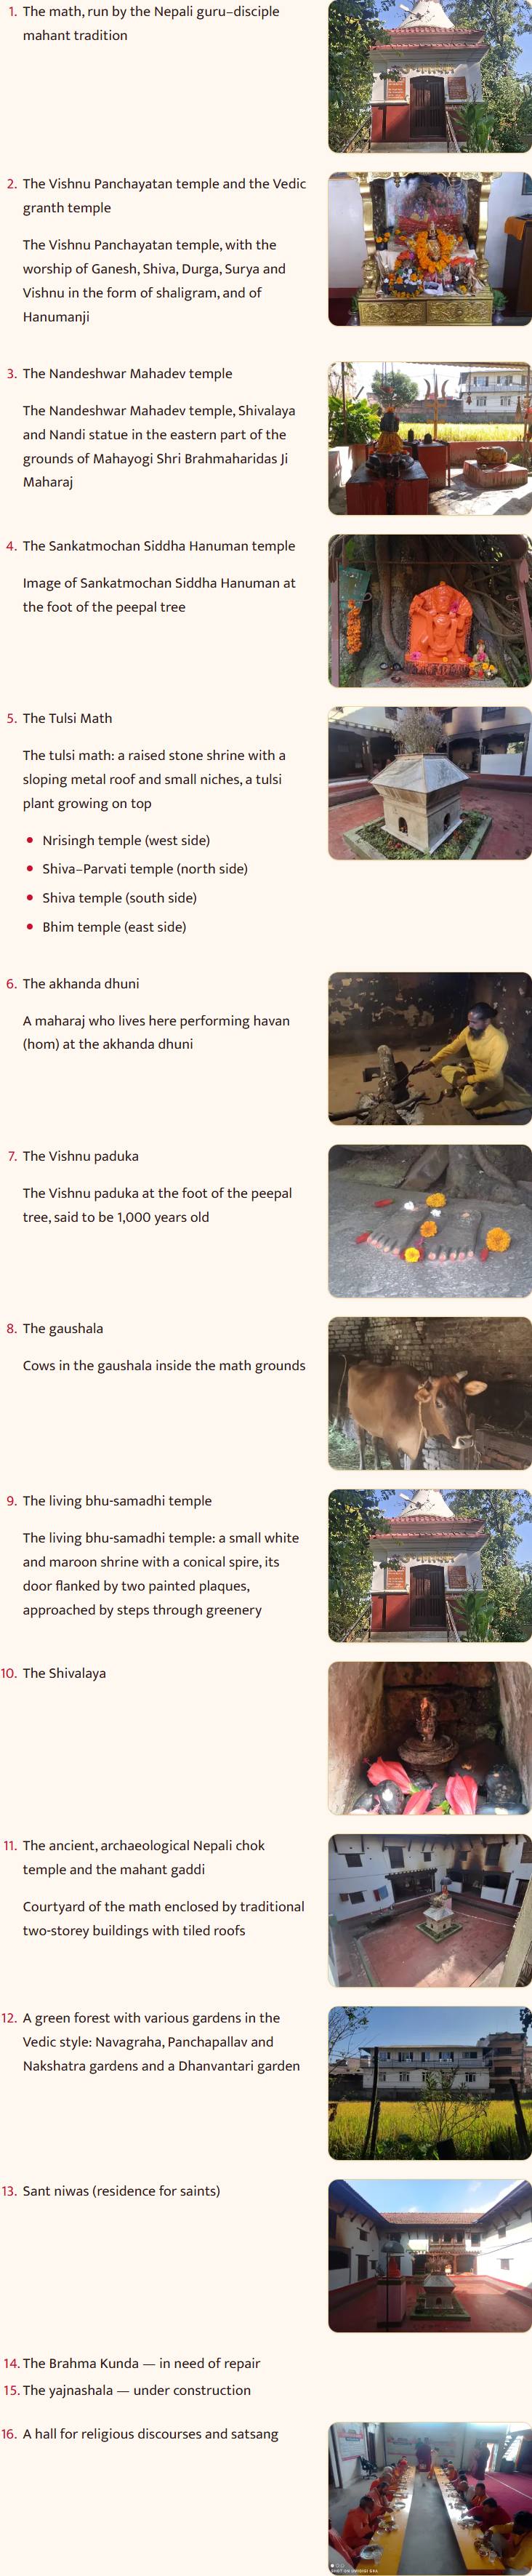 1. The math, run by the Nepali guru–disciple
mahant tradition
2. The Vishnu Panchayatan temple and the Vedic
granth temple
The Vishnu Panchayatan temple, with the
worship of Ganesh, Shiva, Durga, Surya and
Vishnu in the form of shaligram, and of
Hanumanji
3. The Nandeshwar Mahadev temple
The Nandeshwar Mahadev temple, Shivalaya
and Nandi statue in the eastern part of the
grounds of Mahayogi Shri Brahmaharidas Ji
Maharaj
4. The Sankatmochan Siddha Hanuman temple
Image of Sankatmochan Siddha Hanuman at
the foot of the peepal tree
5. The Tulsi Math
The tulsi math: a raised stone shrine with a
sloping metal roof and small niches, a tulsi
plant growing on top
• Nrisingh temple (west side)
• Shiva–Parvati temple (north side)
• Shiva temple (south side)
• Bhim temple (east side)
6. The akhanda dhuni
A maharaj who lives here performing havan
(hom) at the akhanda dhuni
7. The Vishnu paduka
The Vishnu paduka at the foot of the peepal
tree, said to be 1,000 years old
8. The gaushala
Cows in the gaushala inside the math grounds
9. The living bhu-samadhi temple
The living bhu-samadhi temple: a small white
and maroon shrine with a conical spire, its
door flanked by two painted plaques,
approached by steps through greenery
10. The Shivalaya
11. The ancient, archaeological Nepali chok
temple and the mahant gaddi
Courtyard of the math enclosed by traditional
two-storey buildings with tiled roofs
12. A green forest with various gardens in the
Vedic style: Navagraha, Panchapallav and
Nakshatra gardens and a Dhanvantari garden
13. Sant niwas (residence for saints)
14. The Brahma Kunda — in need of repair
15. The yajnashala — under construction
16. A hall for religious discourses and satsang